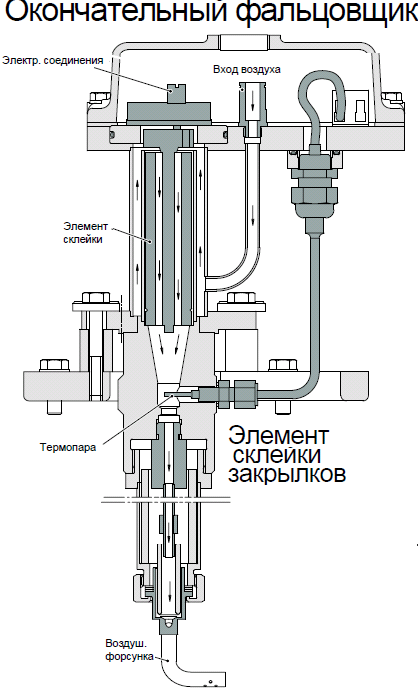 Окончательный фальцовщик
Электр. соединения
Вход воздуха
Элемент
склейки
Термопара
Элемент
склейки
закрылков
Воздуш.
форсунка